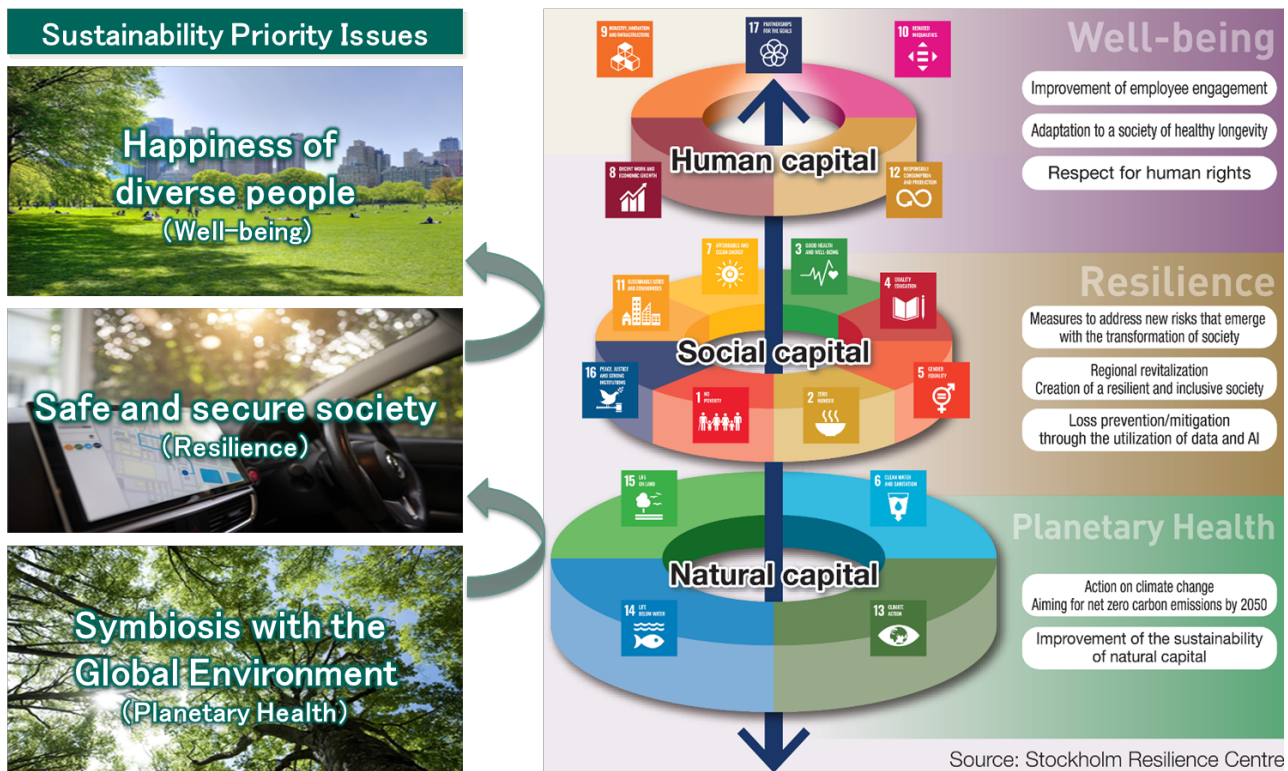 Sustainability Priority Issues
Happiness of
diverse people
(Well-being)
Safe and secure society
(Resilience)
Symbiosis with the
Global Environment
(Planetary Health)
9 INDUSTRY, INNOVATION
AND INFRASTRUCTURE
17 PARTNERSHIPS
FOR THE GOALS
10 REDUCED
INEQUALITIES
Human capital
8 DECENT WORK AND
ECONOMIC GROWTH
12 RESPONSIBLE
CONSUMPTION
AND PRODUCTION
7 AFFORDABLE AND
CLEAN ENERGY
3 GOOD HEALTH
AND WELL-BEING
11 SUSTAINABLE CITIES
AND COMMUNITIES
4 QUALITY
EDUCATION
Social capital
16 PEACE, JUSTICE
AND STRONG
INSTITUTIONS
5 GENDER
EQUALITY
1 NO
POVERTY
2 ZERO
HUNGER
15 LIFE
ON LAND
6 CLEAN WATER
AND SANITATION
Natural capital
14 LIFE
BELOW WATER
13 CLIMATE
ACTION
Well-being
Improvement of employee engagement
Adaptation to a society of healthy longevity
Respect for human rights
Resilience
Measures to address new risks that emerge
with the transformation of society
Regional revitalization
Creation of a resilient and inclusive society
Loss prevention/mitigation
through the utilization of data and AI
Planetary Health
Action on climate change
Aiming for net zero carbon emissions by 2050
Improvement of the sustainability
of natural capital
Source: Stockholm Resilience Centre